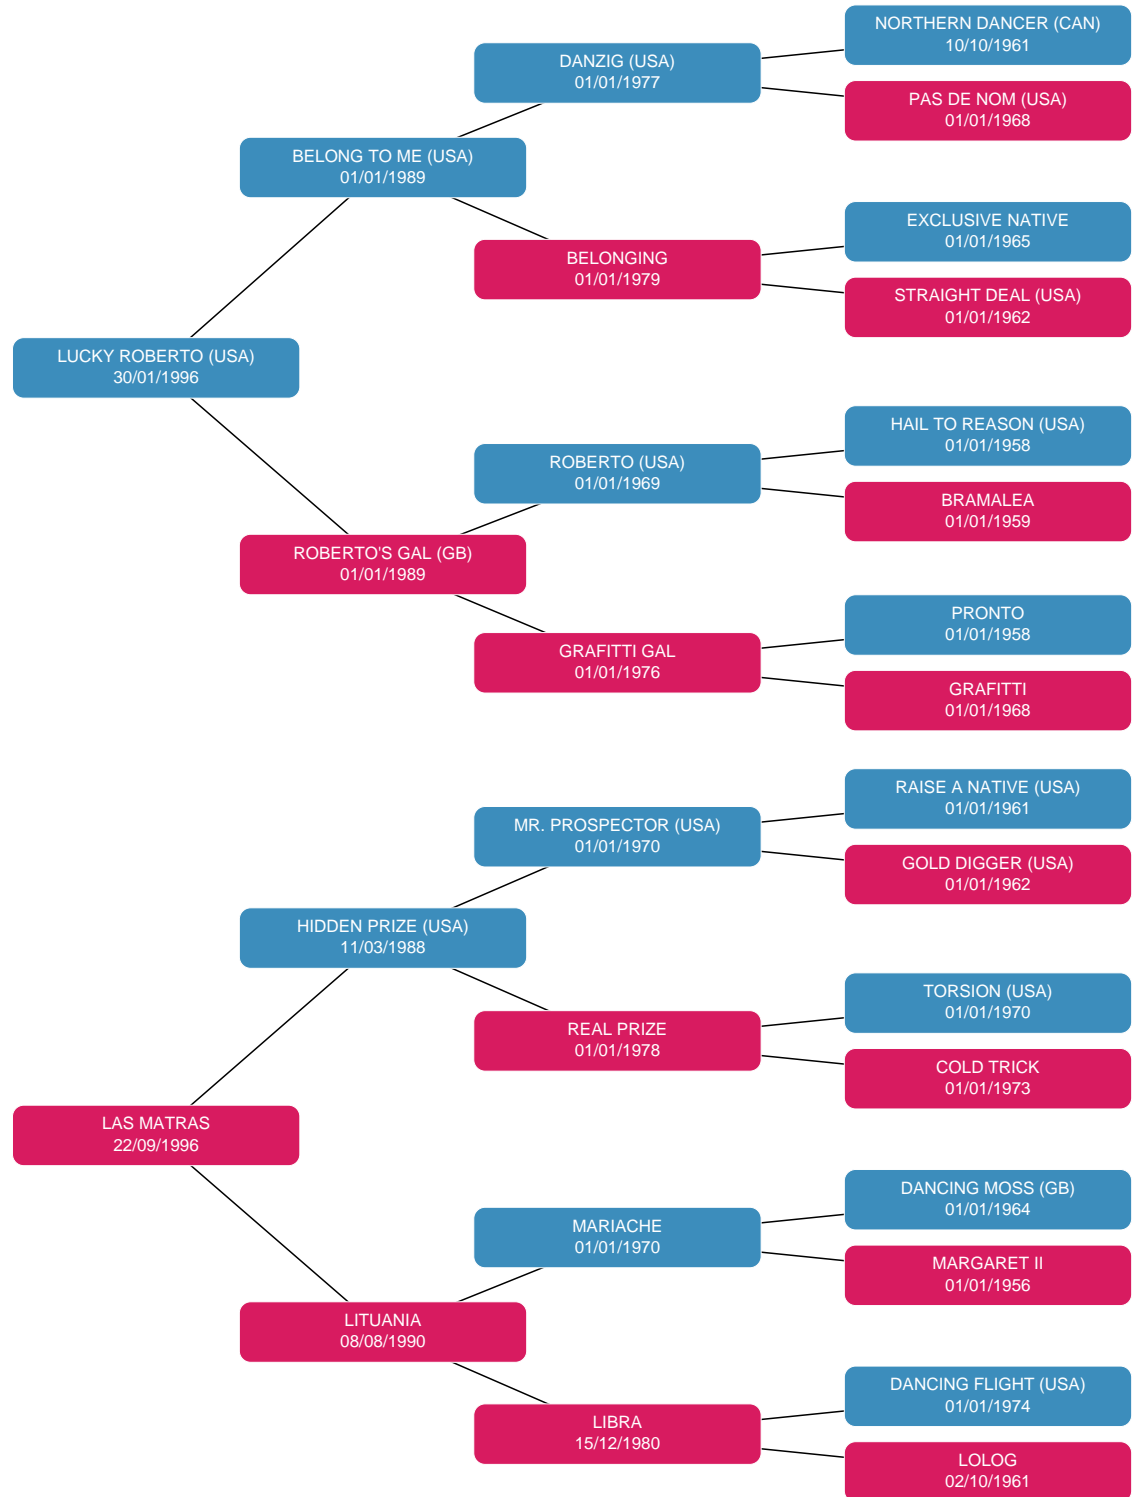 NORTHERN DANCER (CAN)
10/10/1961
DANZIG (USA)
01/01/1977
PAS DE NOM (USA)
01/01/1968
BELONG TO ME (USA)
01/01/1989
EXCLUSIVE NATIVE
01/01/1965
BELONGING
01/01/1979
STRAIGHT DEAL (USA)
01/01/1962
LUCKY ROBERTO (USA)
30/01/1996
HAIL TO REASON (USA)
01/01/1958
ROBERTO (USA)
01/01/1969
BRAMALEA
01/01/1959
ROBERTO'S GAL (GB)
01/01/1989
PRONTO
01/01/1958
GRAFITTI GAL
01/01/1976
GRAFITTI
01/01/1968
RAISE A NATIVE (USA)
01/01/1961
MR. PROSPECTOR (USA)
01/01/1970
GOLD DIGGER (USA)
01/01/1962
HIDDEN PRIZE (USA)
11/03/1988
TORSION (USA)
01/01/1970
REAL PRIZE
01/01/1978
COLD TRICK
01/01/1973
LAS MATRAS
22/09/1996
DANCING MOSS (GB)
01/01/1964
MARIACHE
01/01/1970
MARGARET II
01/01/1956
LITUANIA
08/08/1990
DANCING FLIGHT (USA)
01/01/1974
LIBRA
15/12/1980
LOLOG
02/10/1961